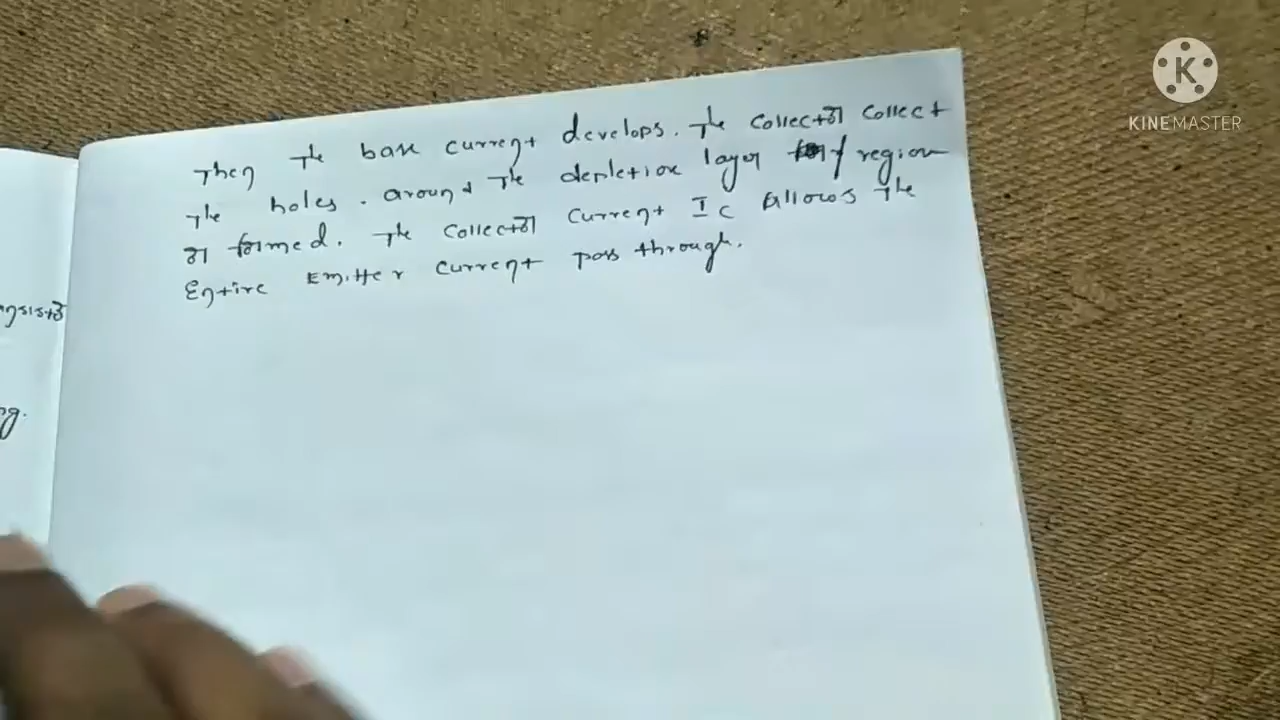 Then the base current develops. The collector collect
the holes. around the depletion layer region
or formed. The collector current Ic allows the
Entire Emitter current pass through.
KINEMASTER